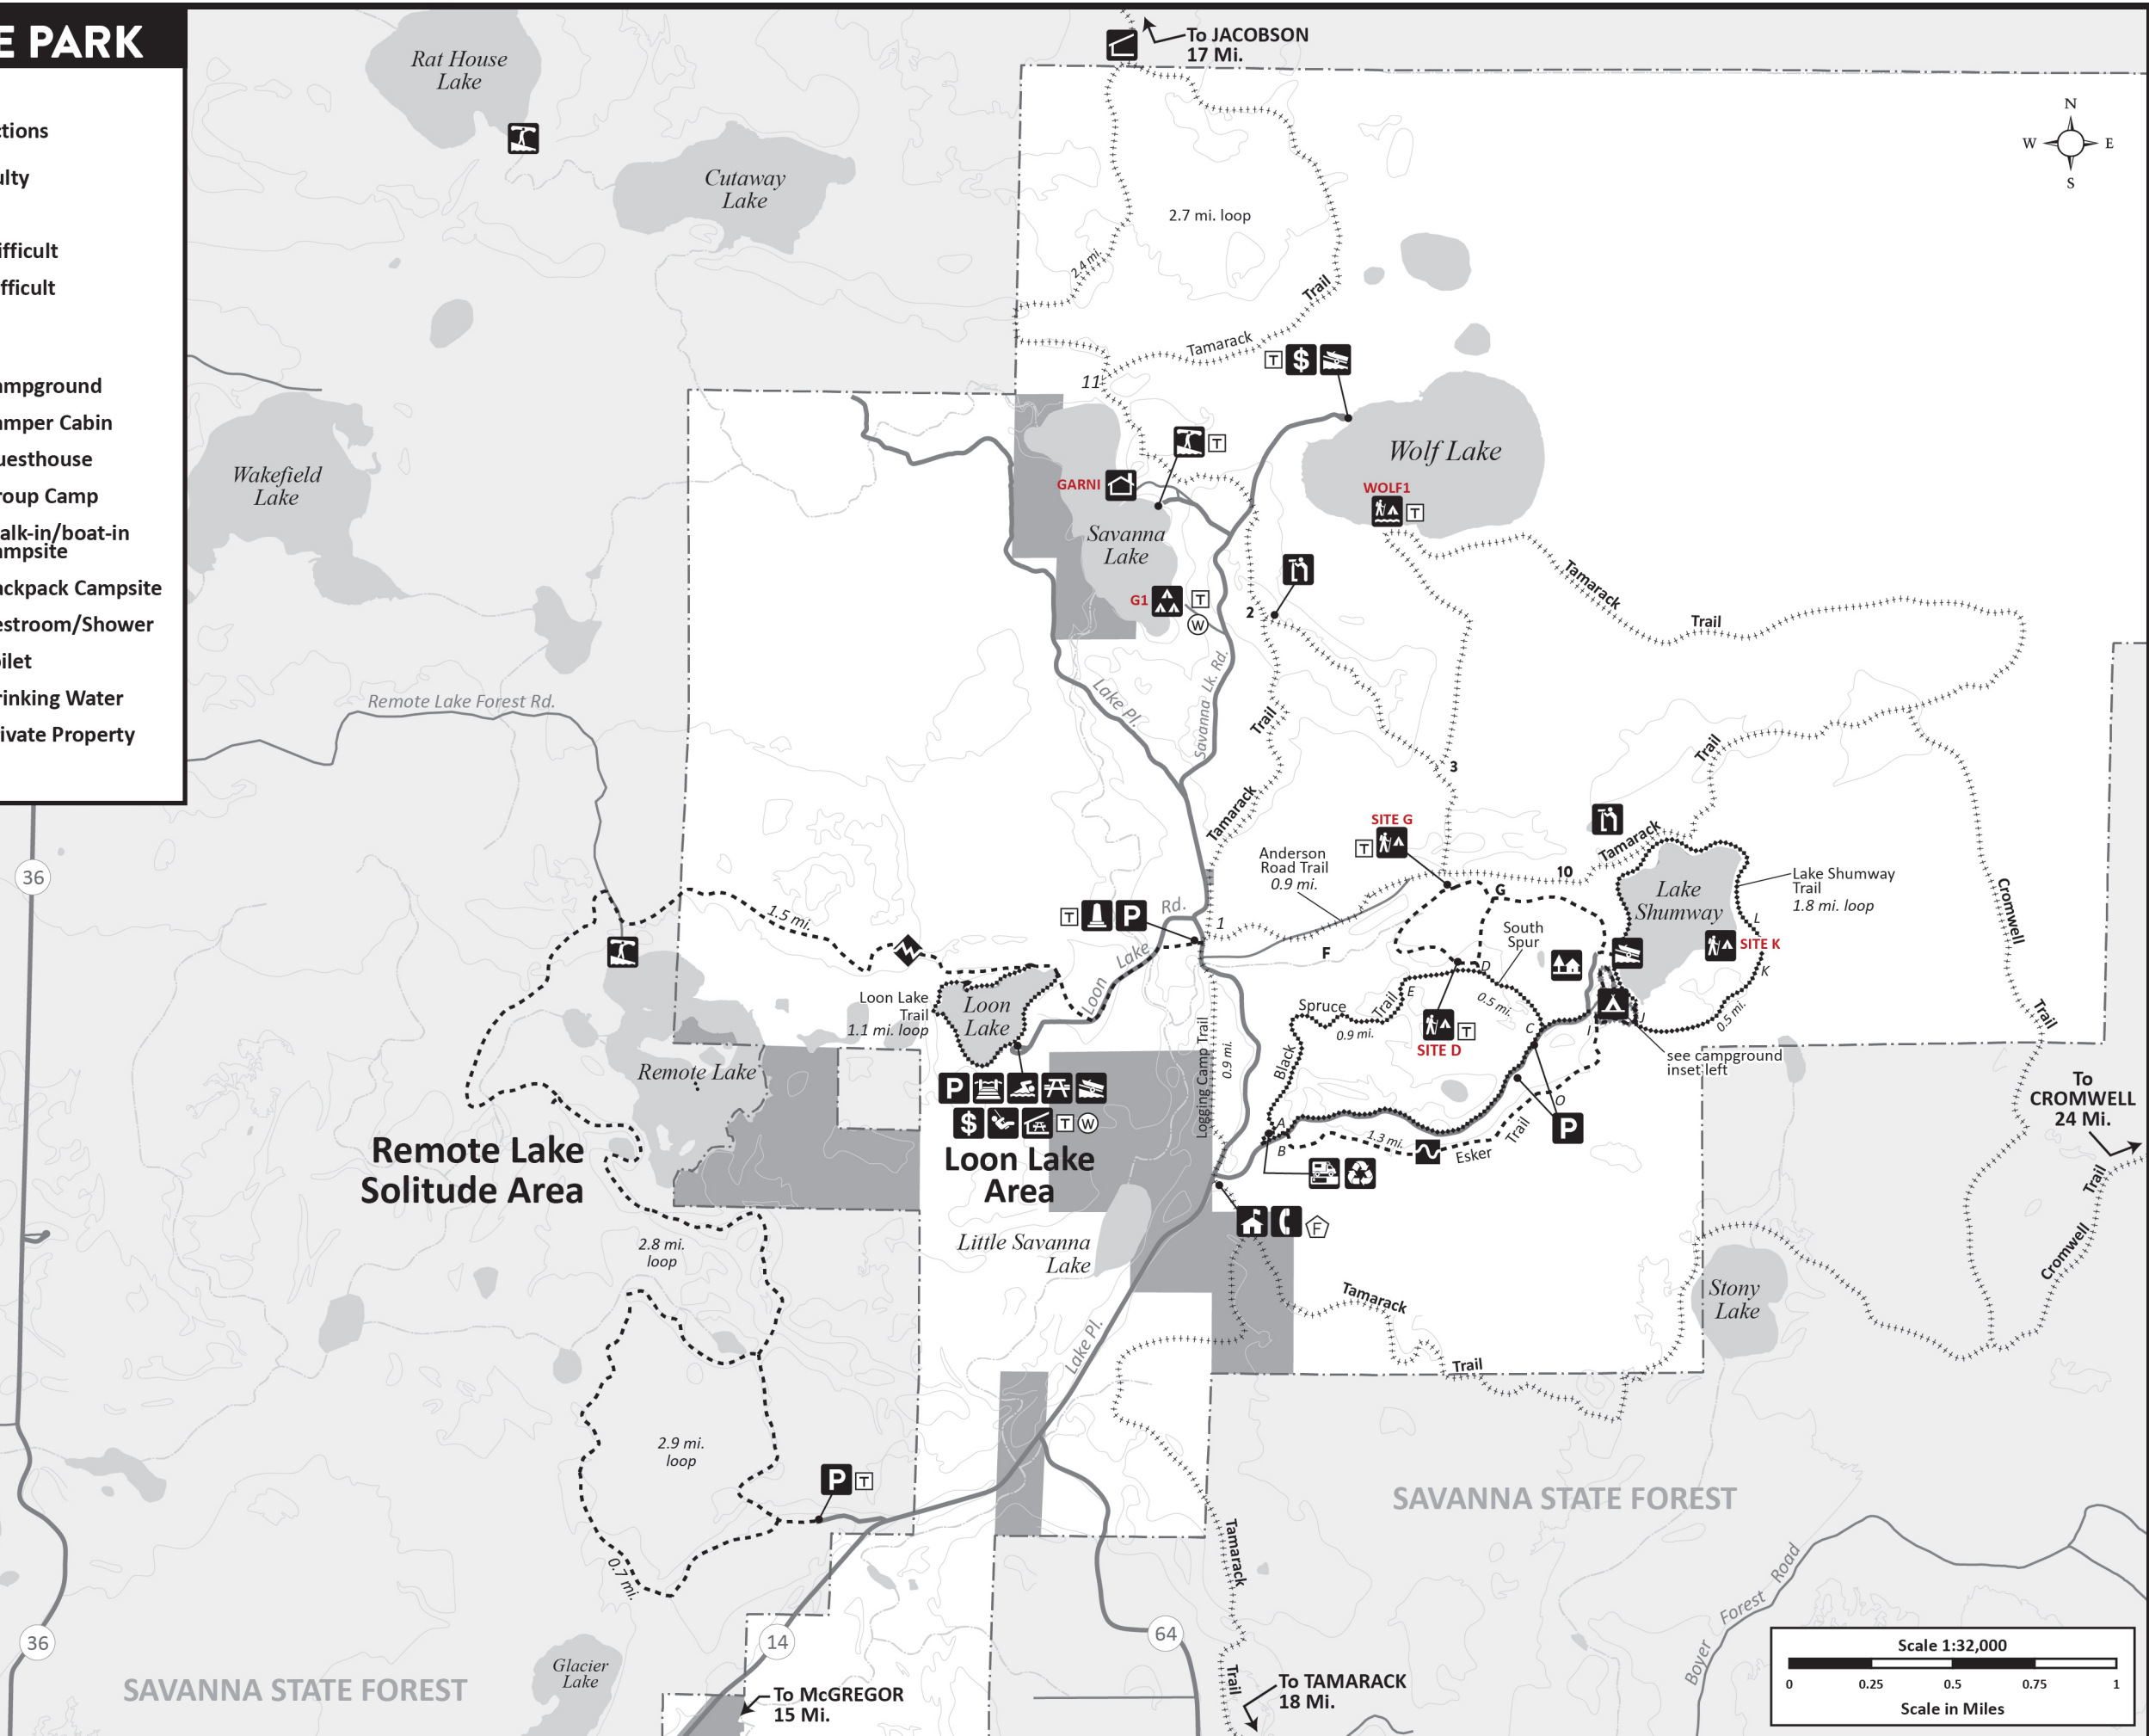 E PARK
ctions
ulty
ifficult
fficult
ampground
amper Cabin
uesthouse
roup Camp
alk-in/boat-in
ampsite
ackpack Campsite
estroom/Shower
oilet
rinking Water
ivate Property
Rat House
Lake
Cutaway
Lake
To JACOBSON
17 Mi.
N
W E
S
2.7 mi. loop
2.4 mi.
Trail
Tamarack
T $
11
T
Wolf Lake
WOLF1
T
Wakefield
Lake
GARNI
Savanna
Lake
G1
T
W
2
Tamarack
Trail
Remote Lake Forest Rd.
Lake Pl.
Savanna Lk. Rd.
Trail
3
Trail
Tamarack
36
SITE G
T
Anderson
Road Trail
0.9 mi.
10
Tamarack
Lake
Shumway
Lake Shumway
Trail
1.8 mi. loop
Cromwell
Trail
1.5 mi.
T P
Rd.
Lake
Loon
1
F
G
South
Spur
L
SITE K
K
D
E
Loon Lake
Trail
1.1 mi. loop
Loon
Lake
Spruce
Trail
0.9 mi.
0.5 mi.
C
I
J
0.5 mi.
T
SITE D
see campground
inset left
Black
Logging Camp Trail
0.9 mi.
Remote Lake
P
$ T W
Loon Lake
Area
A
B
1.3 mi.
Esker
Trail
O
P
To
CROMWELL
24 Mi.
Trail
Cromwell
Remote Lake
Solitude Area
F
Little Savanna
Lake
2.8 mi.
loop
Tamarack
Trail
Stony
Lake
Lake Pl.
2.9 mi.
loop
P T
0.7 mi.
SAVANNA STATE FOREST
Tamarack
Trail
Boyer Forest Road
36
14
64
Glacier
Lake
SAVANNA STATE FOREST
To McGREGOR
15 Mi.
To TAMARACK
18 Mi.
Scale 1:32,000
0 0.25 0.5 0.75 1
Scale in Miles